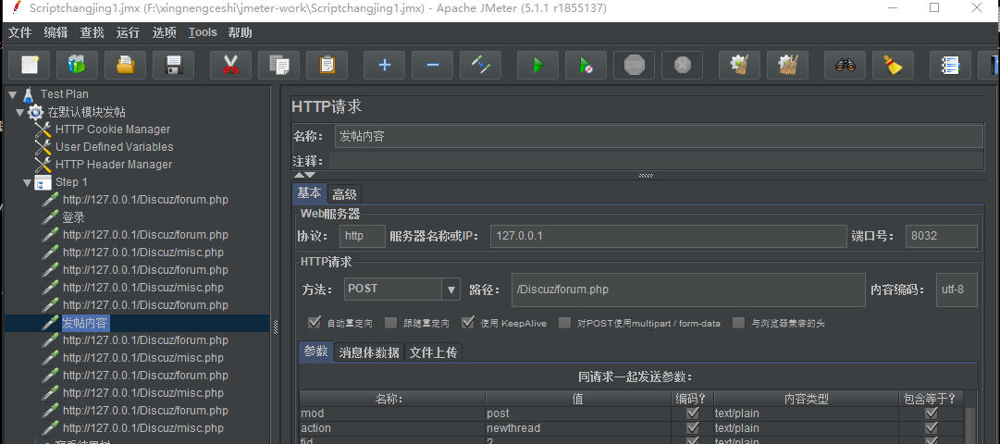 Scriptchangjing1.jmx (F:\xingnengceshi\jmeter-work\Scriptchangjing1.jmx) - Apache JMeter (5.1.1 r1855137)
文件 编辑 查找 运行 选项 Tools 帮助
STOP
Test Plan
在默认模块发帖
HTTP Cookie Manager
User Defined Variables
HTTP Header Manager
Step 1
http://127.0.0.1/Discuz/forum.php
登录
http://127.0.0.1/Discuz/forum.php
http://127.0.0.1/Discuz/misc.php
http://127.0.0.1/Discuz/forum.php
http://127.0.0.1/Discuz/misc.php
http://127.0.0.1/Discuz/forum.php
发帖内容
http://127.0.0.1/Discuz/forum.php
http://127.0.0.1/Discuz/misc.php
http://127.0.0.1/Discuz/forum.php
http://127.0.0.1/Discuz/misc.php
http://127.0.0.1/Discuz/forum.php
http://127.0.0.1/Discuz/misc.php
HTTP请求
名称: 发帖内容
注释:
基本 高级
Web服务器
协议: http 服务器名称或IP: 127.0.0.1 端口号: 8032
HTTP请求
方法: POST 路径: /Discuz/forum.php 内容编码: utf-8
自动重定向 跟随重定向 使用 KeepAlive 对POST使用multipart / form-data 与浏览器兼容的头
参数 消息体数据 文件上传
同请求一起发送参数:
名称: 值 编码? 内容类型 包含等于?
mod post text/plain
action newthread text/plain
fid 2 text/plain